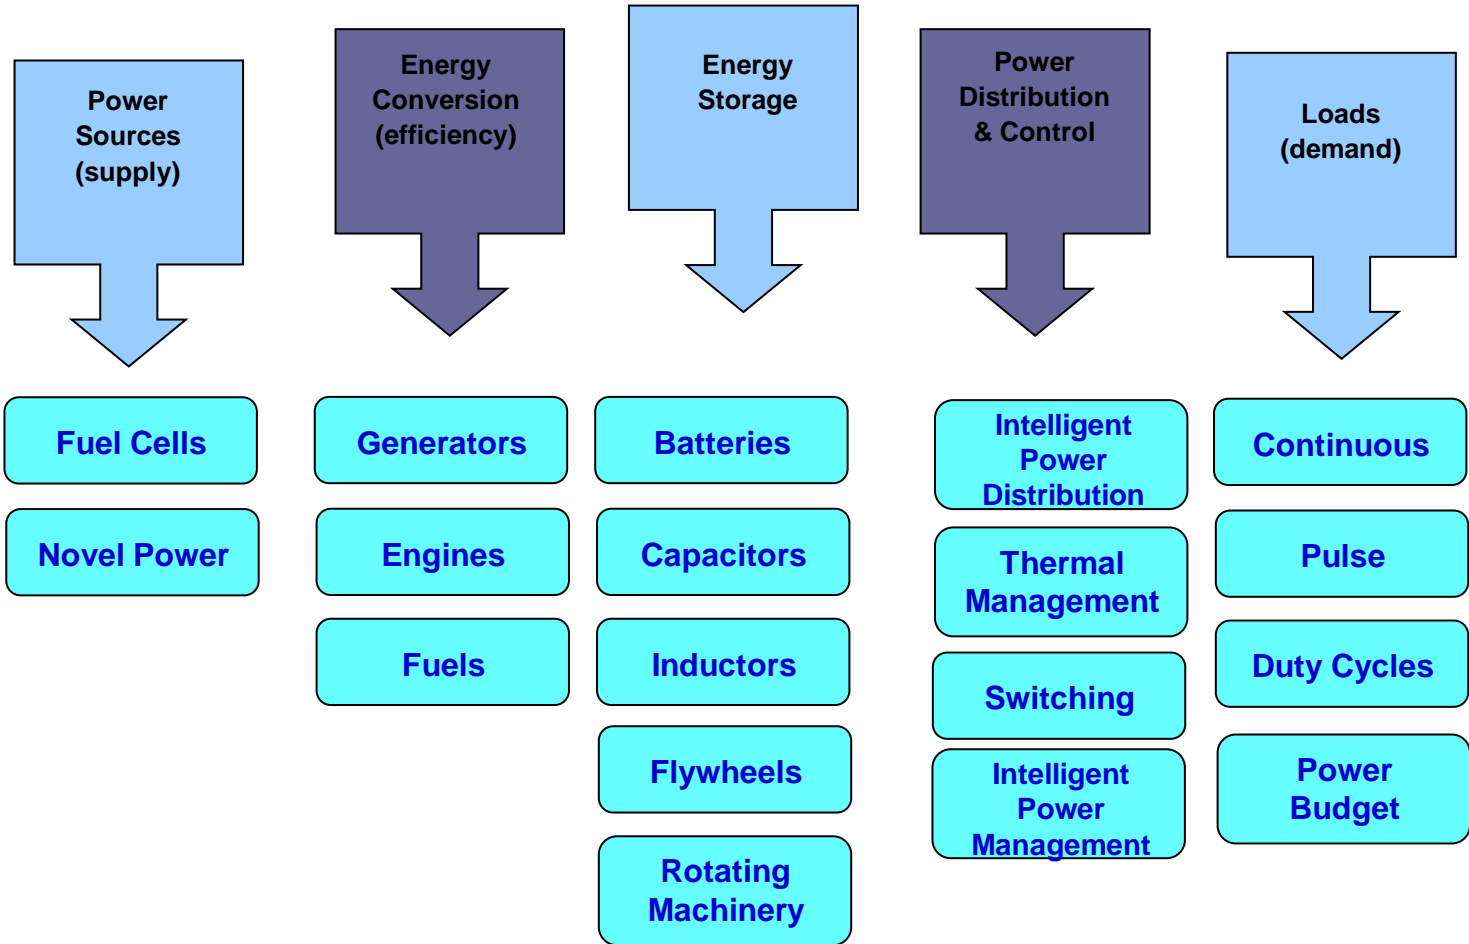 Power
Sources
(supply)
Energy
Conversion
(efficiency)
Energy
Storage
Power
Distribution
& Control
Loads
(demand)
Fuel Cells
Novel Power
Generators
Engines
Fuels
Batteries
Capacitors
Inductors
Flywheels
Rotating
Machinery
Intelligent
Power
Distribution
Thermal
Management
Switching
Intelligent
Power
Management
Continuous
Pulse
Duty Cycles
Power
Budget